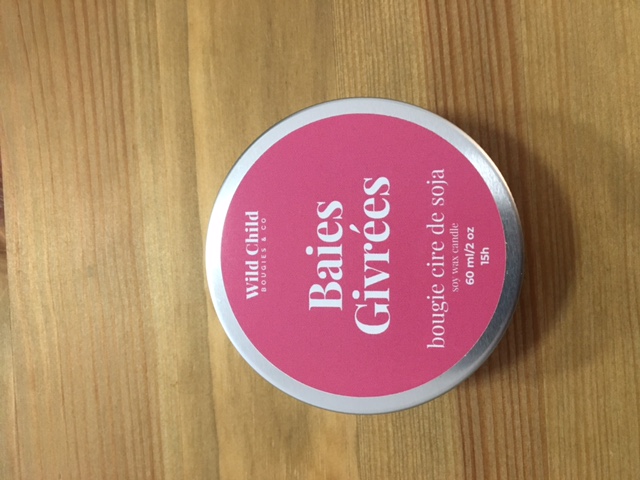 Wild Child
BOUGIES & CO
Baies
Givrées
bougie cire de soja
soy wax candle
60 ml/2 oz
15h